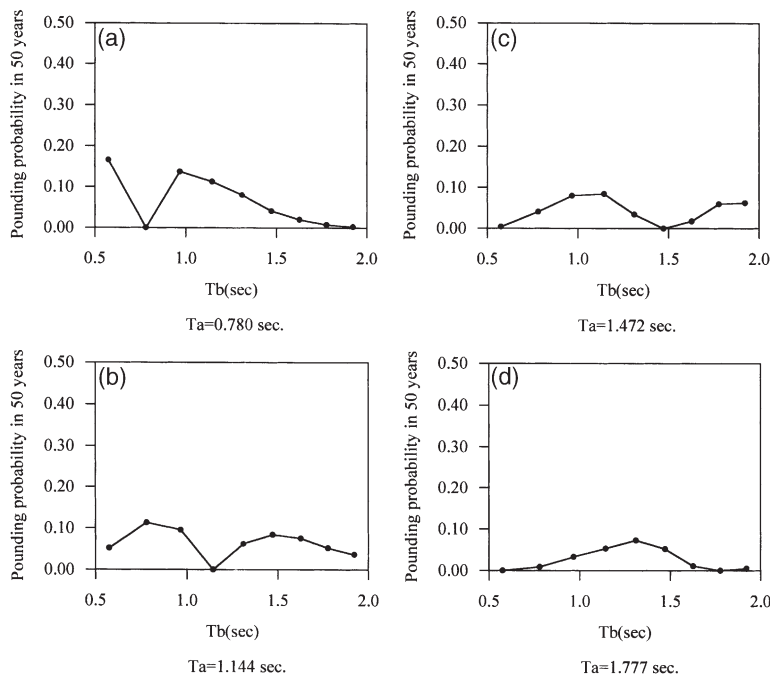 (a)
Pounding probability in 50 years
0.50
0.40
0.30
0.20
0.10
0.00
0.5 1.0 1.5 2.0
Tb(sec)
Ta=0.780 sec.
(b)
Pounding probability in 50 years
0.50
0.40
0.30
0.20
0.10
0.00
0.5 1.0 1.5 2.0
Tb(sec)
Ta=1.144 sec.
(c)
Pounding probability in 50 years
0.50
0.40
0.30
0.20
0.10
0.00
0.5 1.0 1.5 2.0
Tb(sec)
Ta=1.472 sec.
(d)
Pounding probability in 50 years
0.50
0.40
0.30
0.20
0.10
0.00
0.5 1.0 1.5 2.0
Tb(sec)
Ta=1.777 sec.